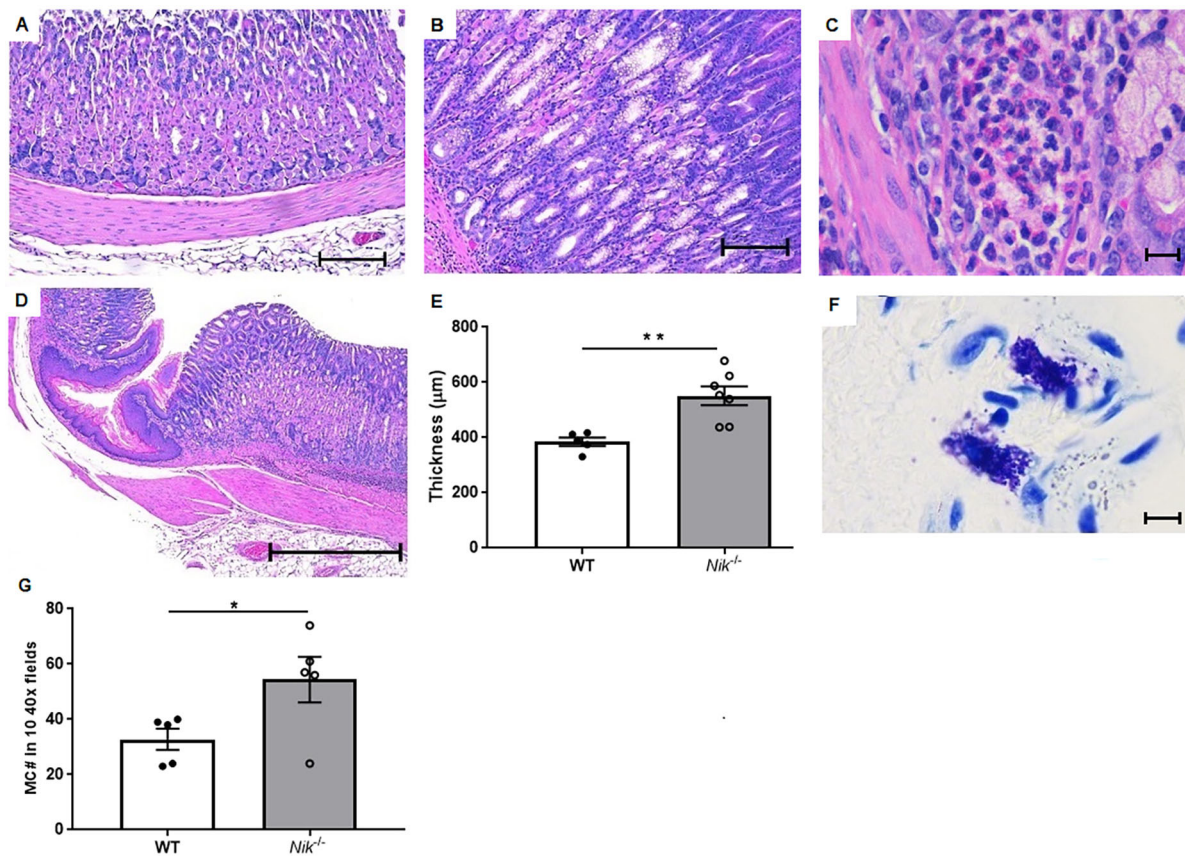 A
B
C
D
E
800
600
400
200
0
Thickness (μm)
**
WT
Nik-/-
F
G
80
60
40
20
0
MC# In 10 40x fields
*
WT
Nik-/-